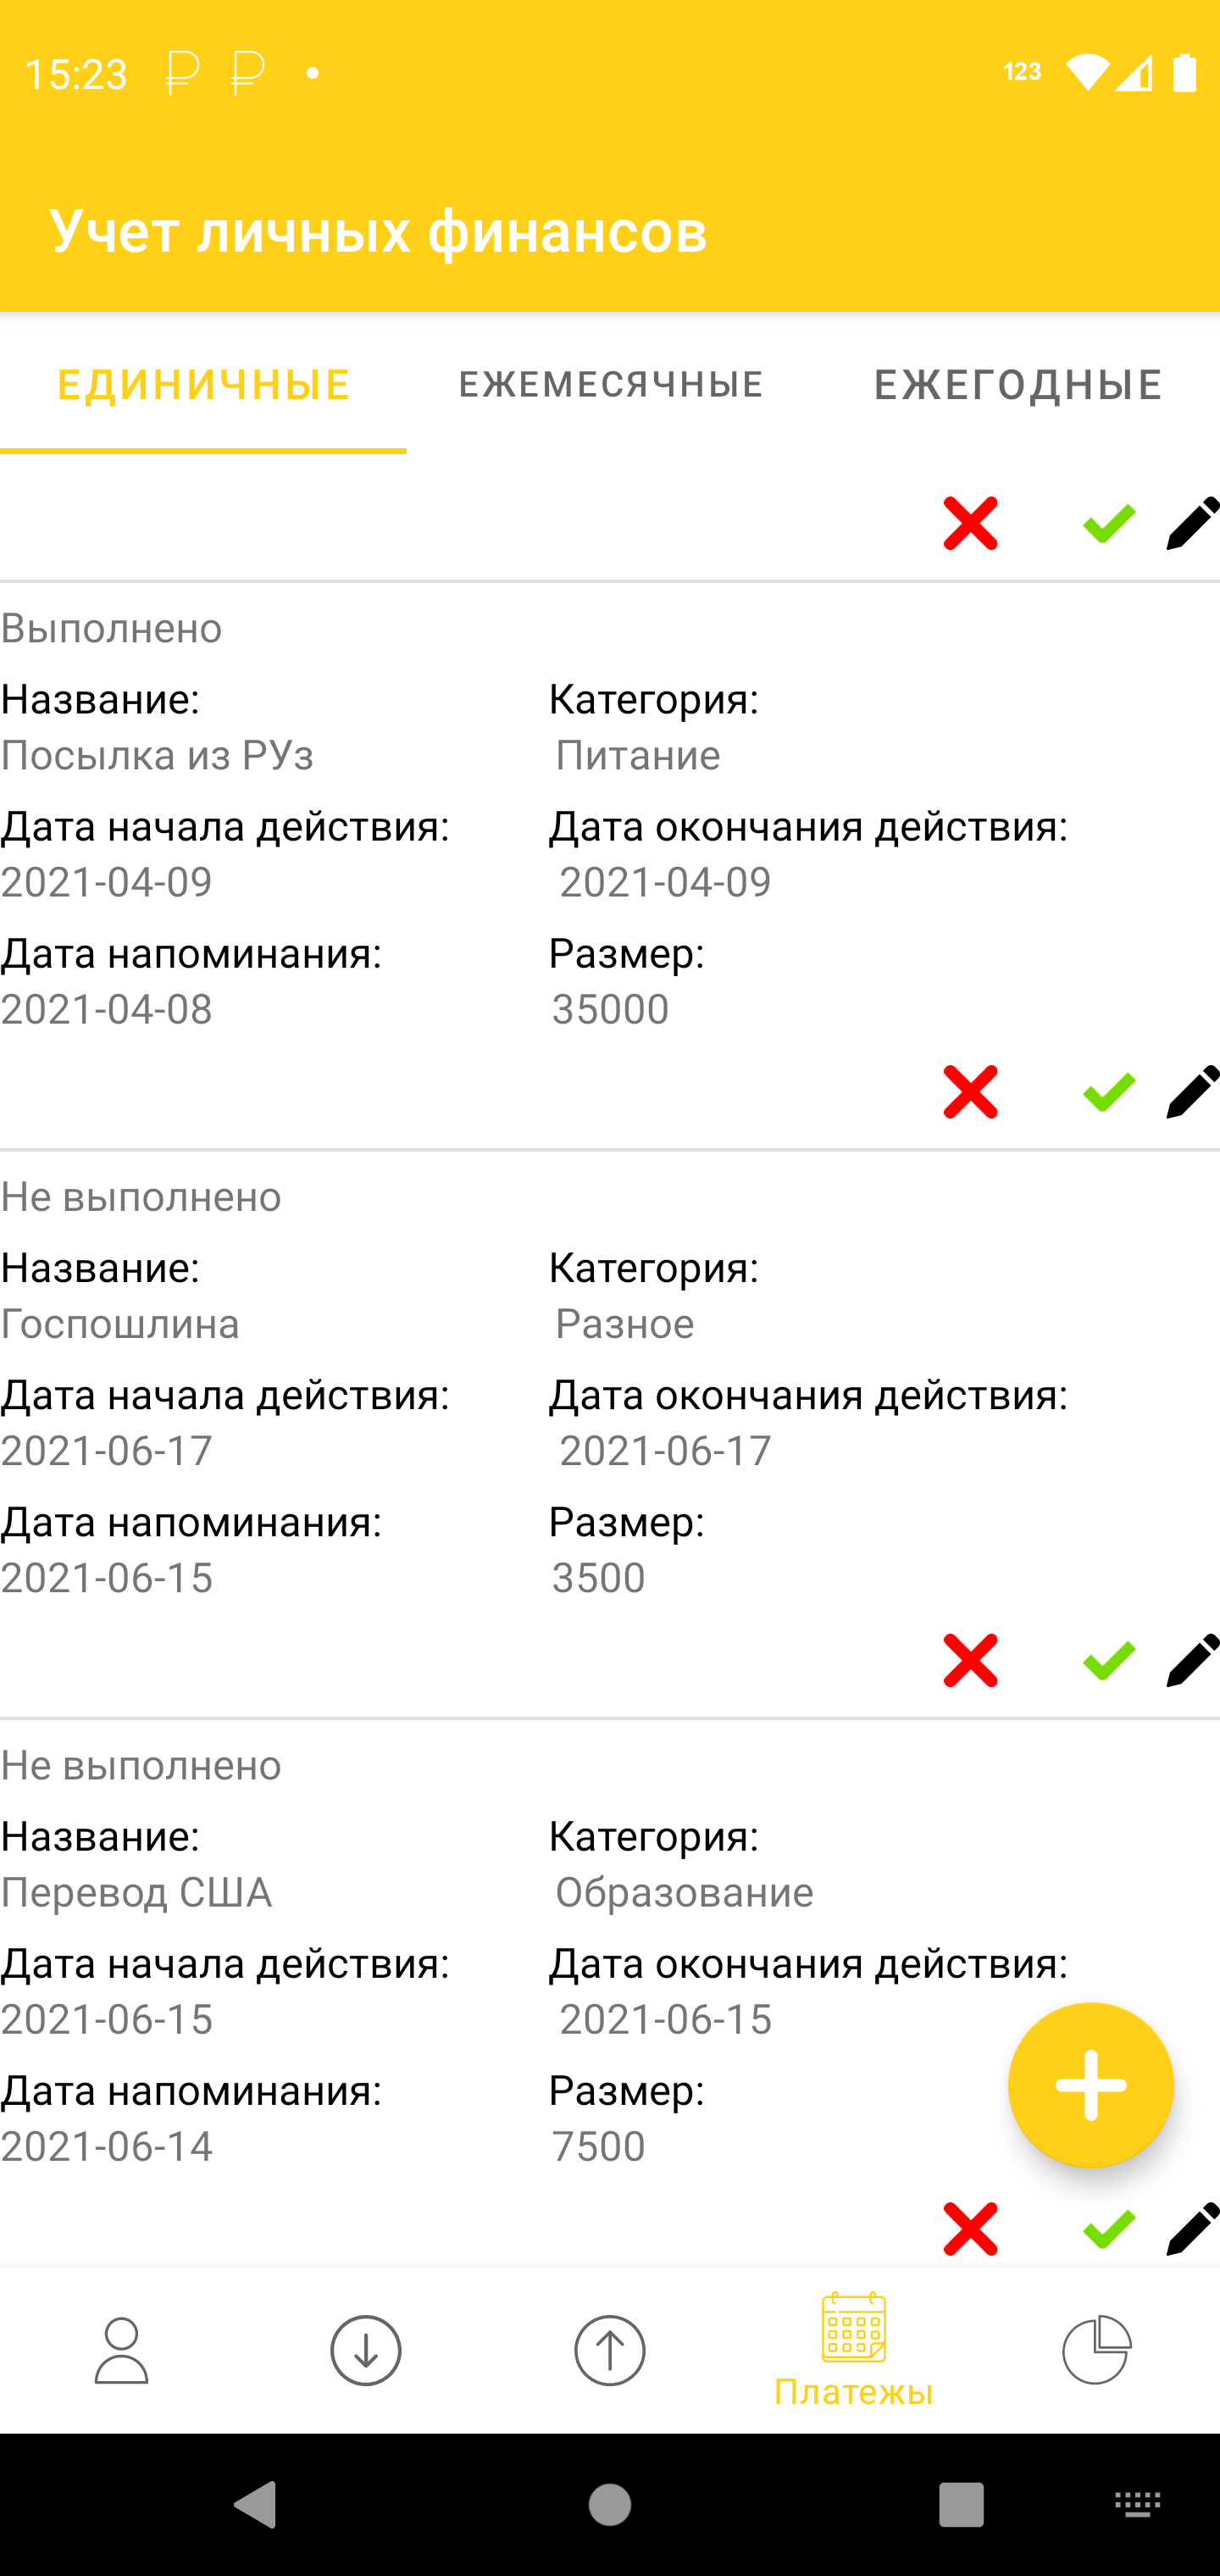 15:23 ₽ ₽ • 123
Учет личных финансов
ЕДИНИЧНЫЕ ЕЖЕМЕСЯЧНЫЕ ЕЖЕГОДНЫЕ
Выполнено
Название: Категория:
Посылка из РУз Питание
Дата начала действия: Дата окончания действия:
2021-04-09 2021-04-09
Дата напоминания: Размер:
2021-04-08 35000
Не выполнено
Название: Категория:
Госпошлина Разное
Дата начала действия: Дата окончания действия:
2021-06-17 2021-06-17
Дата напоминания: Размер:
2021-06-15 3500
Не выполнено
Название: Категория:
Перевод США Образование
Дата начала действия: Дата окончания действия:
2021-06-15 2021-06-15
Дата напоминания: Размер:
2021-06-14 7500
Платежы